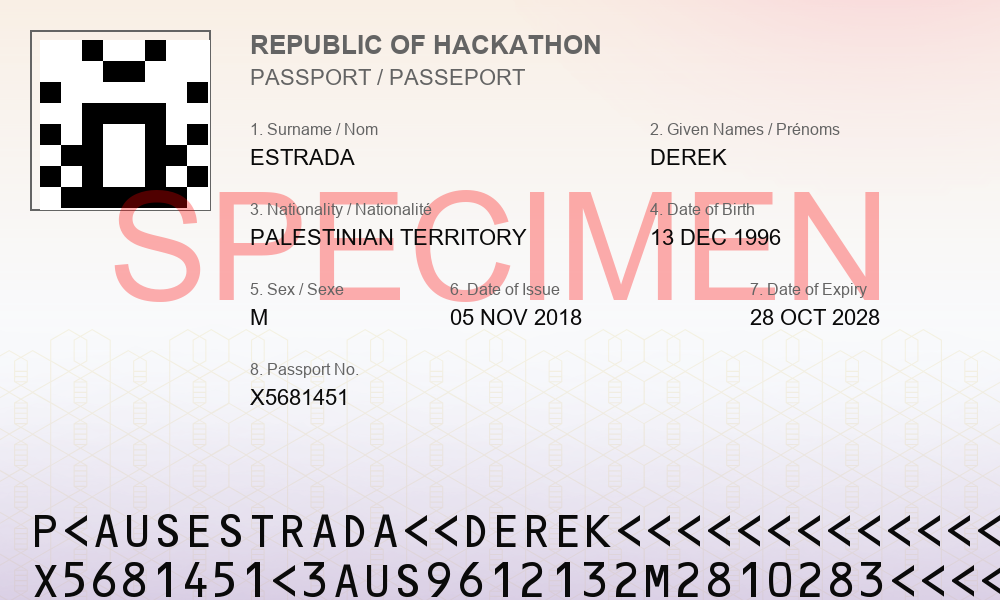 REPUBLIC OF HACKATHON
PASSPORT / PASSEPORT
1. Surname / Nom
2. Given Names / Prénoms
ESTRADA
DEREK
SPECIMEN
3. Nationality / Nationalité
4. Date of Birth
PALESTINIAN TERRITORY
13 DEC 1996
5. Sex / Sexe
6. Date of Issue
7. Date of Expiry
M
05 NOV 2018
28 OCT 2028
8. Passport No.
X5681451
P<AUSESTRADA<<DEREK<<<<<<<<<<<<<
X5681451<3AUS9612132M2810283<<<<